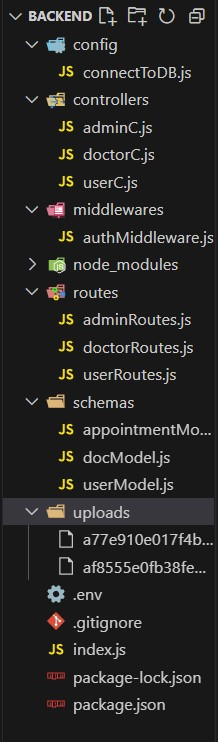 BACKEND
config
JS connectToDB.js
controllers
JS adminC.js
JS doctorC.js
JS userC.js
middlewares
JS authMiddleware.js
node_modules
routes
JS adminRoutes.js
JS doctorRoutes.js
JS userRoutes.js
schemas
JS appointmentMo...
JS docModel.js
JS userModel.js
uploads
a77e910e017f4b...
af8555e0fb38fe...
.env
.gitignore
JS index.js
package-lock.json
package.json